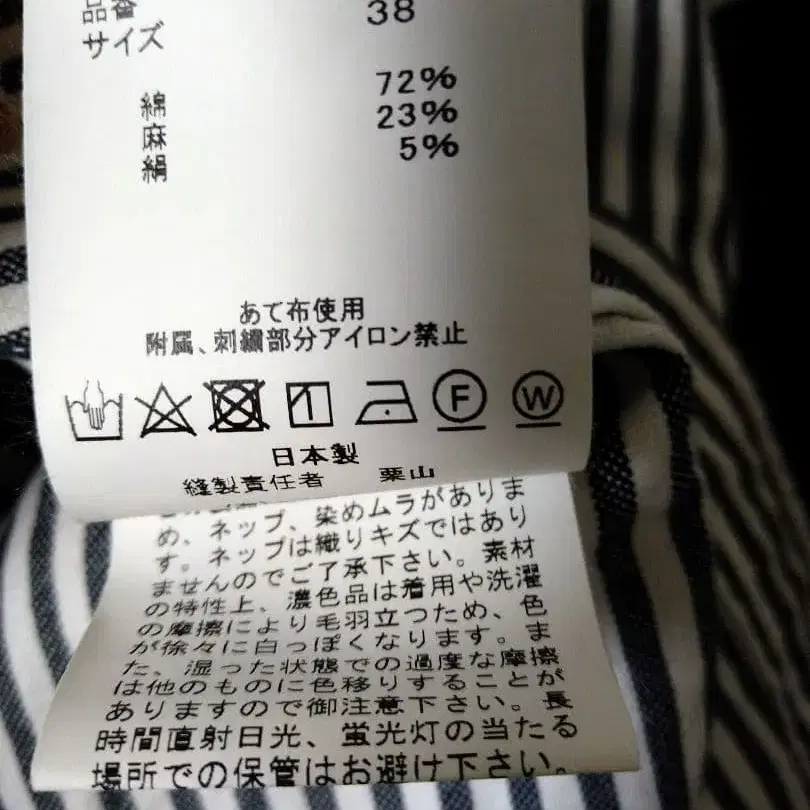 品番
サイズ 38
綿 72%
麻 23%
絹 5%
あて布使用
附属、刺繍部分アイロン禁止
F W
日本製
縫製責任者 栗山
め、ネップ、染めムラがありま
す。ネップは織りキズではあり
ませんのでご了承下さい。素材
の特性上、濃色品は着用や洗濯
の摩擦により毛羽立つため、色
が徐々に白っぽくなります。ま
た、湿った状態での過度な摩擦
は他のものに色移りすることが
ありますので御注意下さい。長
時間直射日光、蛍光灯の当たる
場所での保管はお避け下さい。